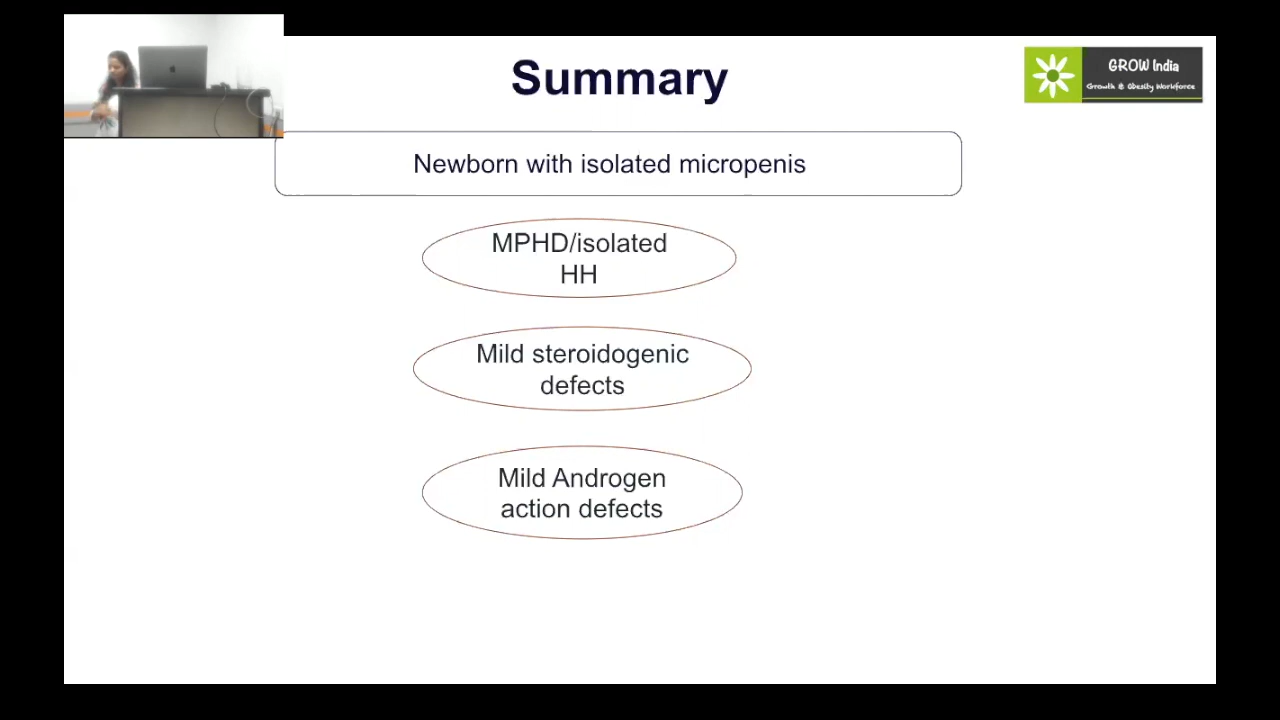 Summary
GROW India
Growth & Obesity Workforce
Newborn with isolated micropenis
MPHD/isolated
HH
Mild steroidogenic
defects
Mild Androgen
action defects